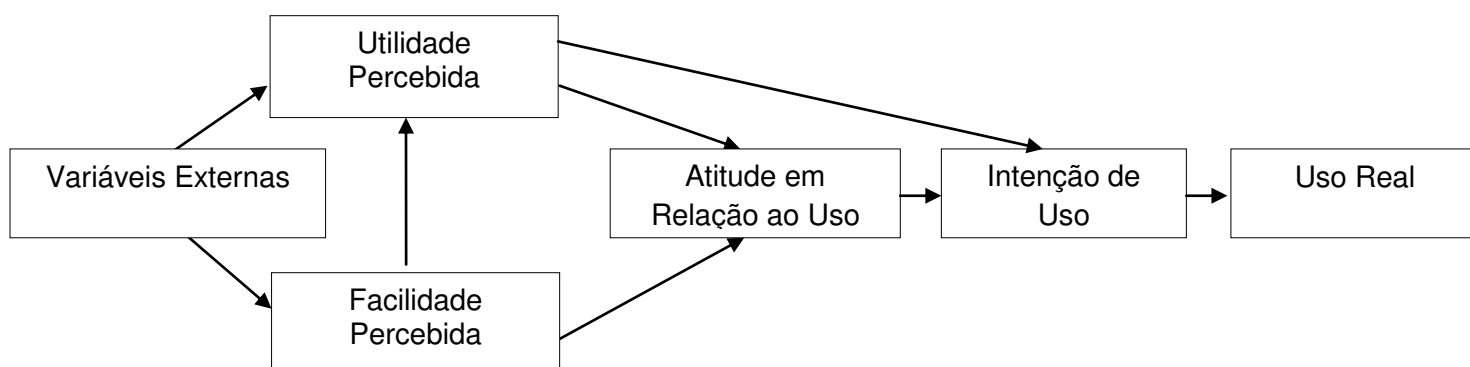 Utilidade
Percebida
Variáveis Externas
Atitude em
Relação ao Uso
Intenção de
Uso
Uso Real
Facilidade
Percebida